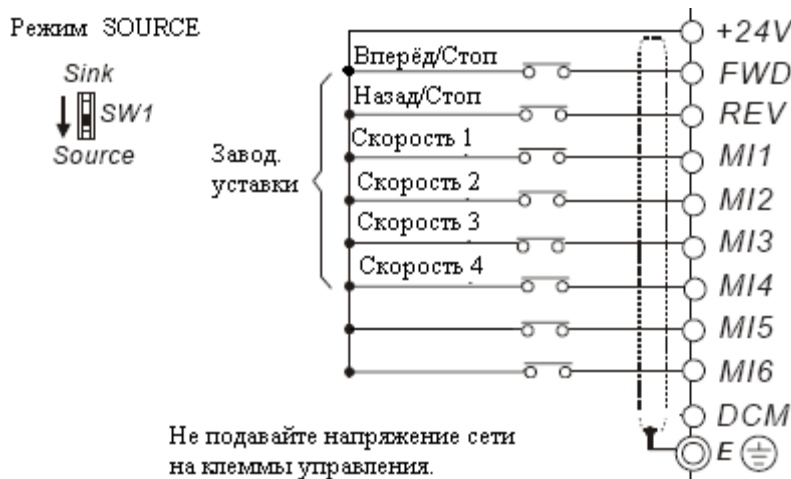 Режим SOURCE
Sink
SW1
Source
Завод.
уставки
Вперёд/Стоп
Назад/Стоп
Скорость 1
Скорость 2
Скорость 3
Скорость 4
+24V
FWD
REV
MI1
MI2
MI3
MI4
MI5
MI6
DCM
E
Не подавайте напряжение сети
на клеммы управления.